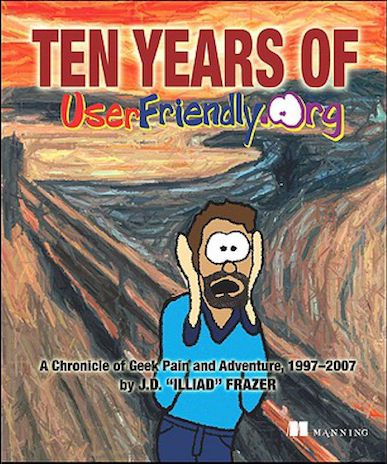 TEN YEARS OF
UserFriendly.Org
A Chronicle of Geek Pain and Adventure, 1997–2007
by J.D. "ILLIAD" FRAZER
MANNING